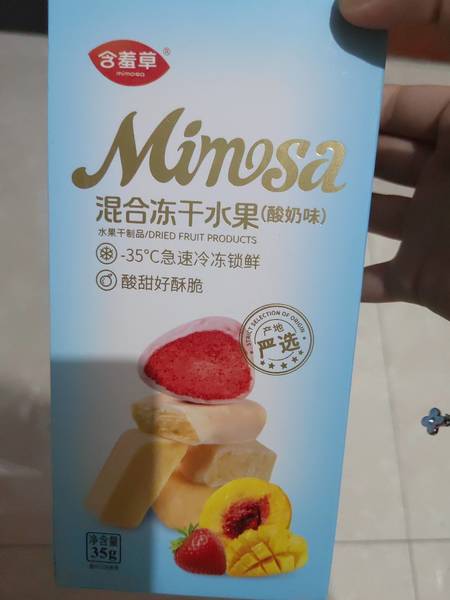 含羞草®
mimosa
Mimosa
混合冻干水果(酸奶味)
水果干制品/DRIED FRUIT PRODUCTS
-35℃急速冷冻锁鲜
酸甜好酥脆
STRICT SELECTION OF ORIGIN
产地
严选
净含量
35g